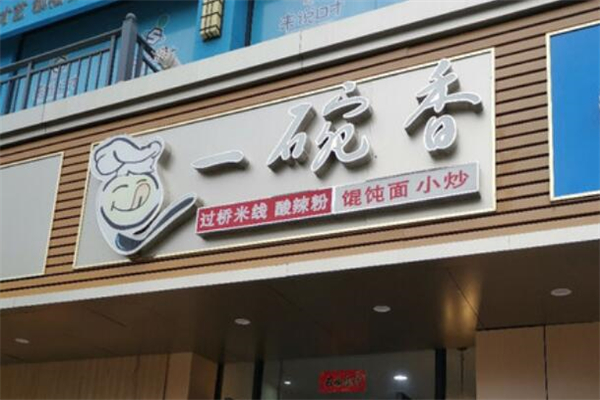 一碗香
过桥米线 酸辣粉 馄饨面 小炒